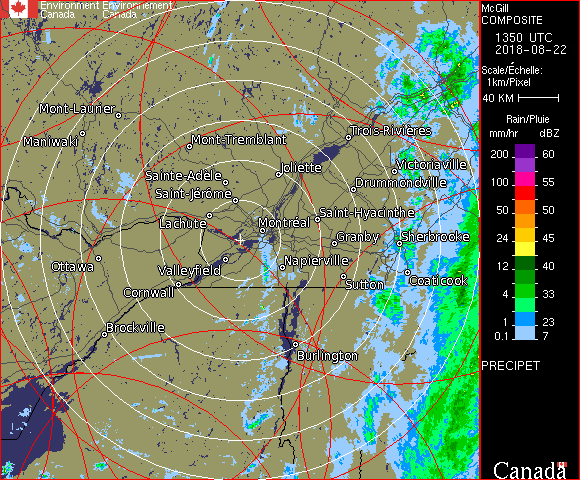 Environment Environnement
Canada Canada
McGill
COMPOSITE
1350 UTC
2018-08-22
Scale/Échelle:
1km/Pixel
40 KM
Rain/Pluie
mm/hr dBZ
200 60
100 55
50 50
24 45
12 40
4 33
1 23
0.1 7
PRECIPET
Canada
Mont-Laurier
Trois-Rivières
Maniwaki
Mont-Tremblant
Victoriaville
Joliette
Sainte-Adèle
Drummondville
Saint-Jérôme
Saint-Hyacinthe
Lachute
Montréal
Granby
Sherbrooke
Napierville
Ottawa
Valleyfield
Coaticook
Sutton
Cornwall
Brockville
Burlington